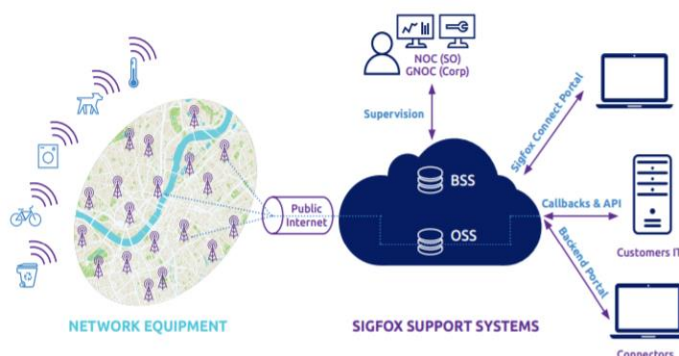 NOC (SO)
GNOC (Corp)
Supervision
Sigfox Connect Portal
BSS
Public
Internet
Callbacks & API
OSS
Customers IT
Backend Portal
NETWORK EQUIPMENT
SIGFOX SUPPORT SYSTEMS
Connectors